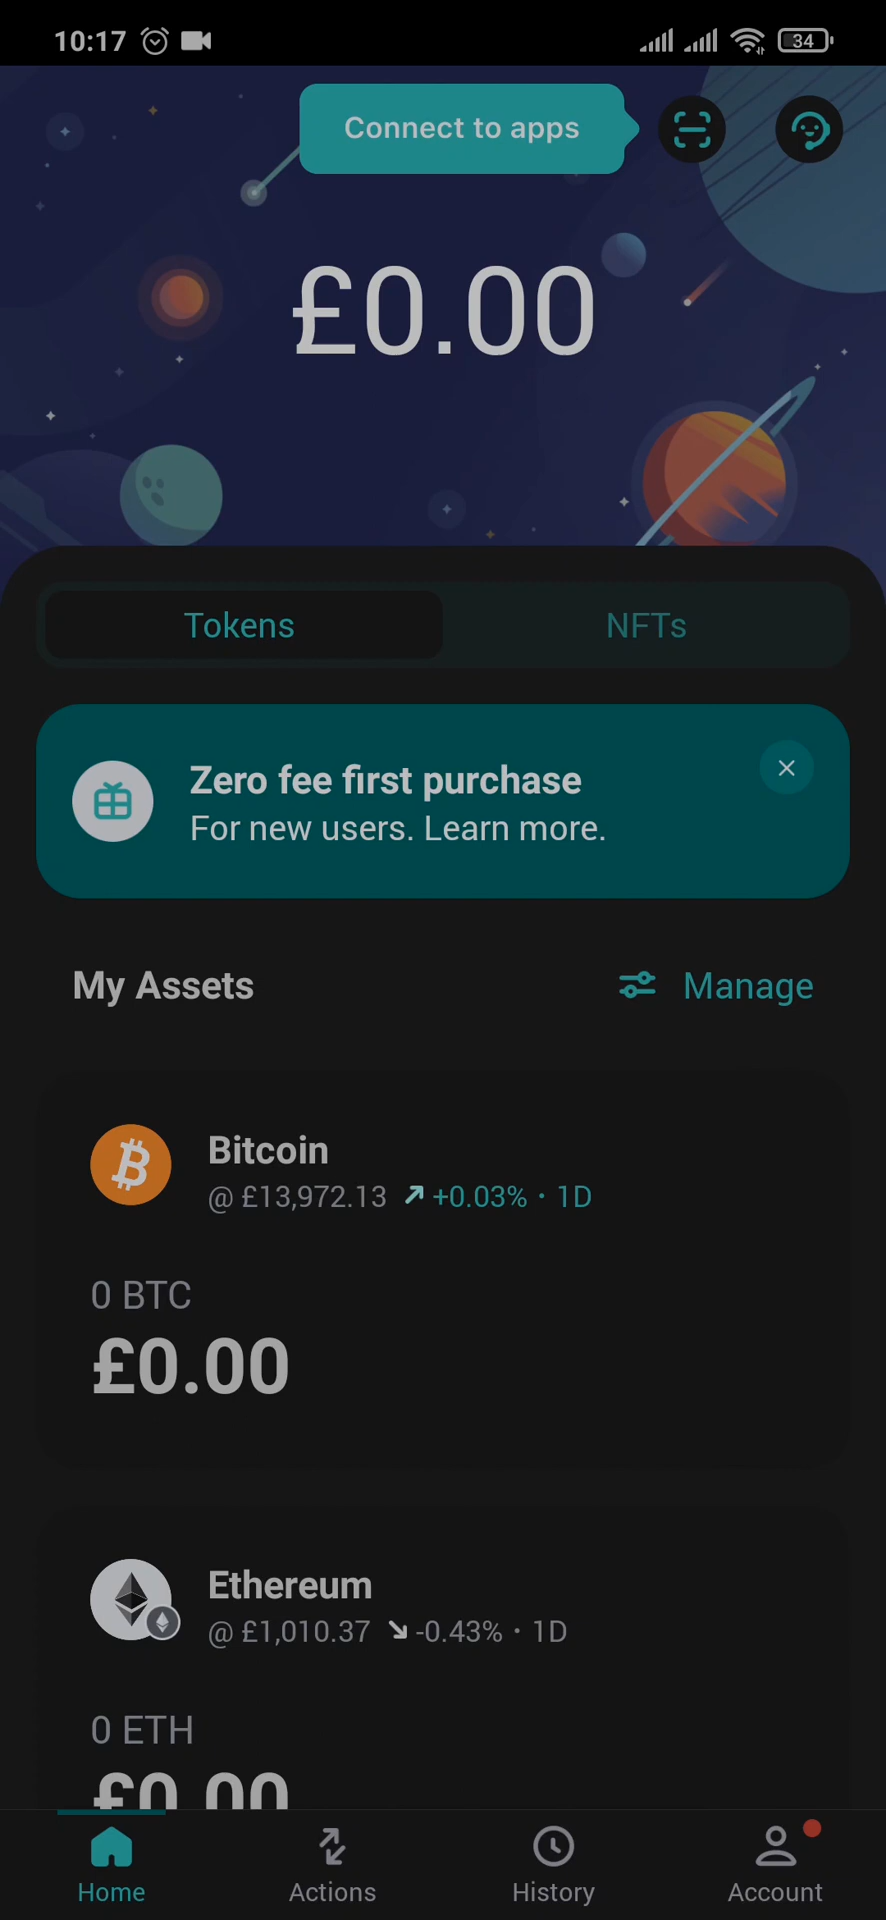 10:17
34
Connect to apps
£0.00
Tokens
NFTs
Zero fee first purchase
For new users. Learn more.
My Assets
Manage
Bitcoin
@ £13,972.13 +0.03% · 1D
0 BTC
£0.00
Ethereum
@ £1,010.37 -0.43% · 1D
0 ETH
£0.00
Home
Actions
History
Account